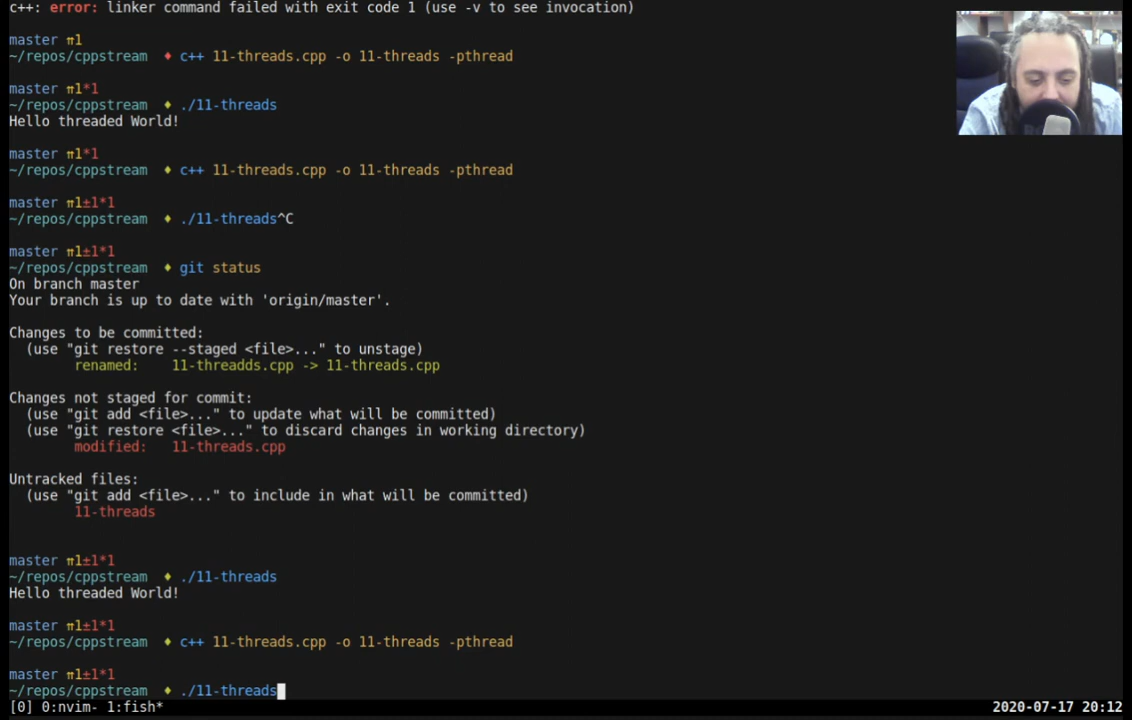 c++: error: linker command failed with exit code 1 (use -v to see invocation)
master ⇈1
~/repos/cppstream ♦ c++ 11-threads.cpp -o 11-threads -pthread
master ⇈1*1
~/repos/cppstream ♦ ./11-threads
Hello threaded World!
master ⇈1*1
~/repos/cppstream ♦ c++ 11-threads.cpp -o 11-threads -pthread
master ⇈1±1*1
~/repos/cppstream ♦ ./11-threads^C
master ⇈1±1*1
~/repos/cppstream ♦ git status
On branch master
Your branch is up to date with 'origin/master'.
Changes to be committed:
(use "git restore --staged <file>..." to unstage)
renamed: 11-threadds.cpp -> 11-threads.cpp
Changes not staged for commit:
(use "git add <file>..." to update what will be committed)
(use "git restore <file>..." to discard changes in working directory)
modified: 11-threads.cpp
Untracked files:
(use "git add <file>..." to include in what will be committed)
11-threads
master ⇈1±1*1
~/repos/cppstream ♦ ./11-threads
Hello threaded World!
master ⇈1±1*1
~/repos/cppstream ♦ c++ 11-threads.cpp -o 11-threads -pthread
master ⇈1±1*1
~/repos/cppstream ♦ ./11-threads
[0] 0:nvim- 1:fish* 2020-07-17 20:12